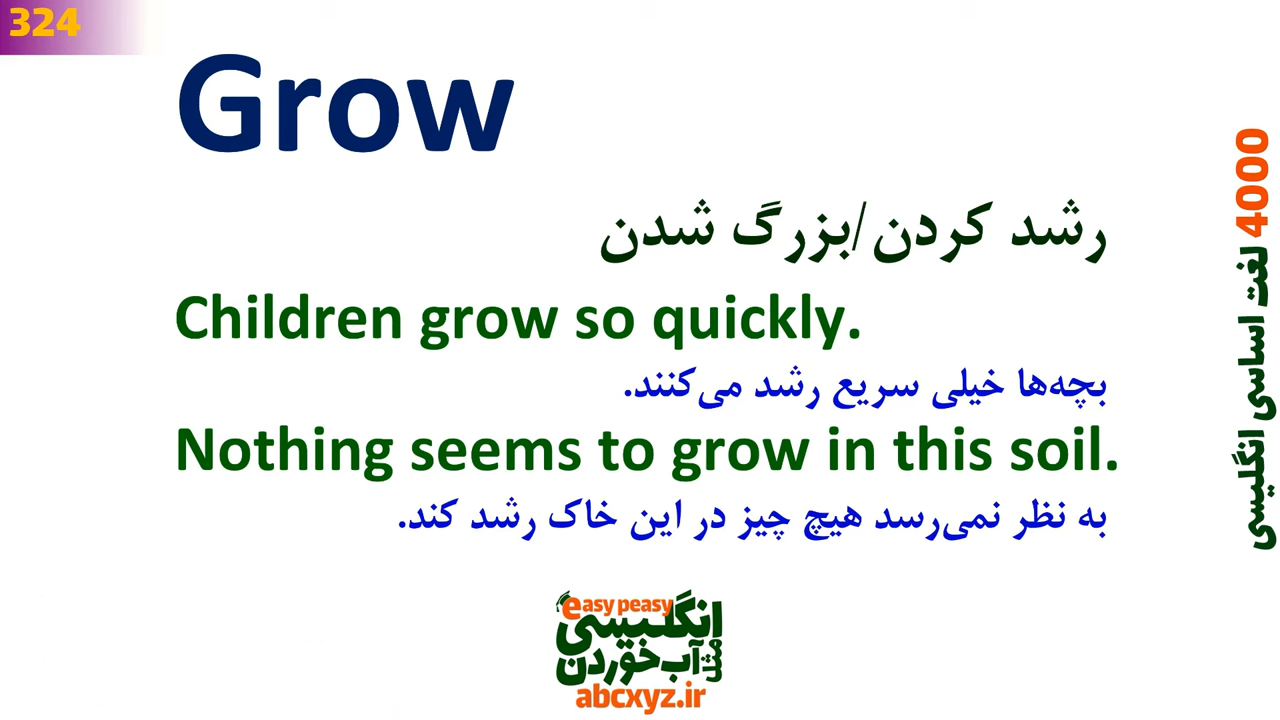 324
Grow
رشد کردن/بزرگ شدن
Children grow so quickly.
بچه‌ها خیلی سریع رشد می‌کنند.
Nothing seems to grow in this soil.
به نظر نمی‌رسد هیچ چیز در این خاک رشد کند.
4000 لغت اساسی انگلیسی
easy peasy
انگلیسی
مثل آب خوردن
abcxyz.ir